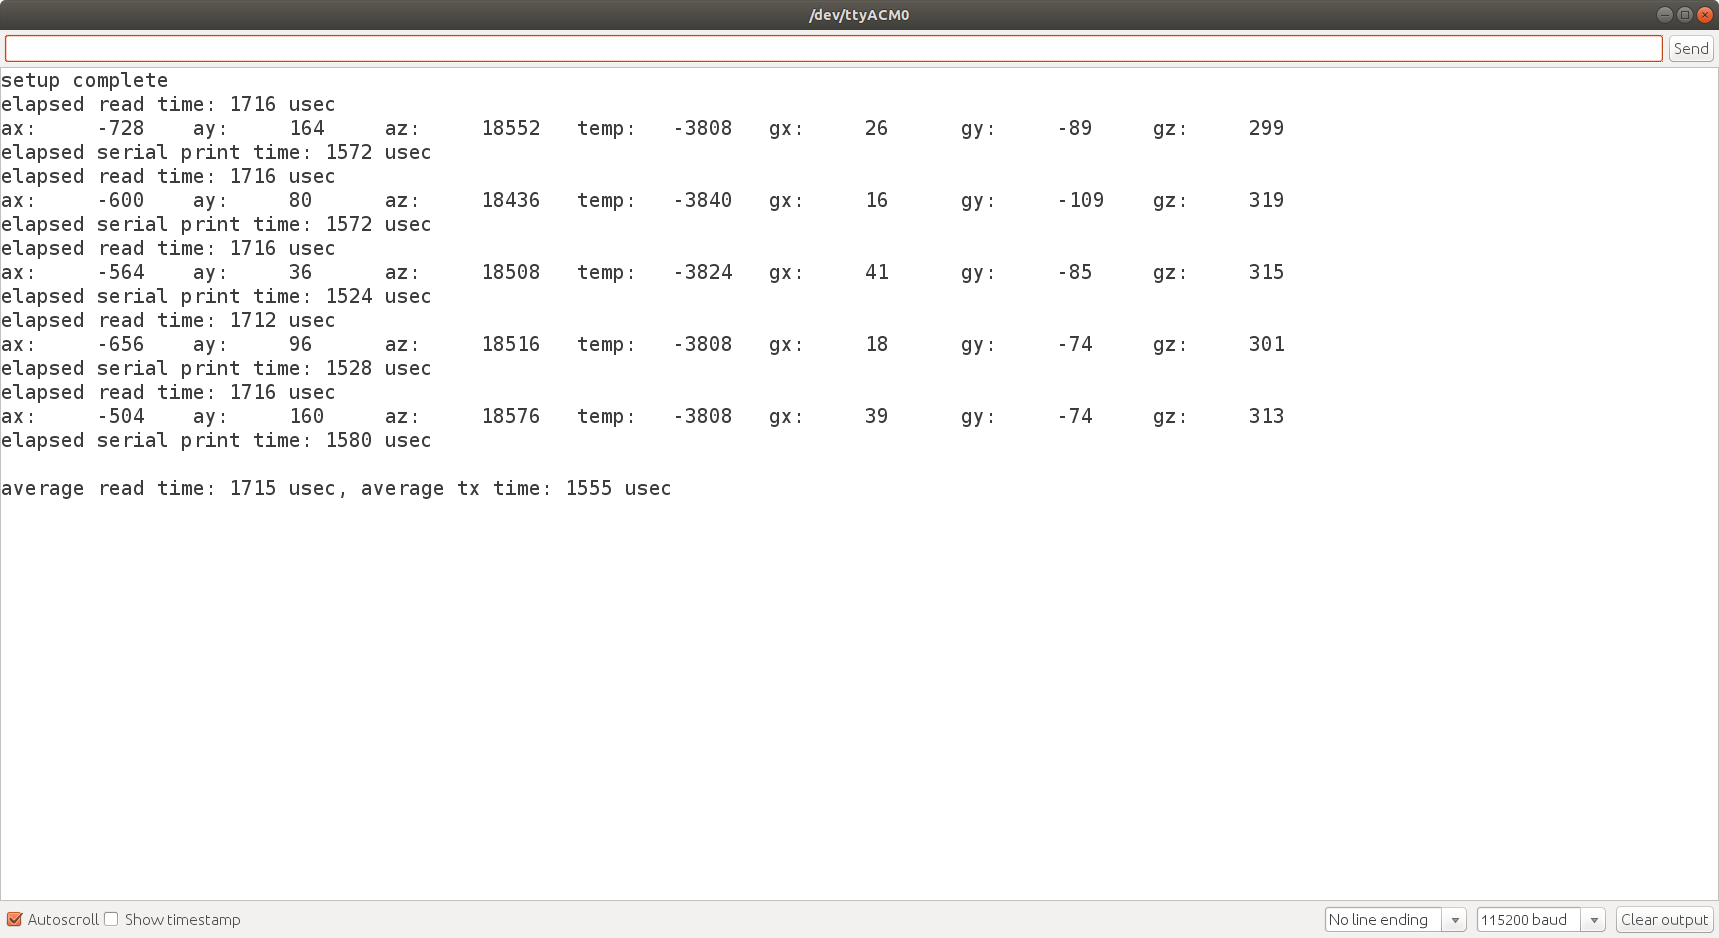 /dev/ttyACM0
Send
setup complete
elapsed read time: 1716 usec
ax: -728 ay: 164 az: 18552 temp: -3808 gx: 26 gy: -89 gz: 299
elapsed serial print time: 1572 usec
elapsed read time: 1716 usec
ax: -600 ay: 80 az: 18436 temp: -3840 gx: 16 gy: -109 gz: 319
elapsed serial print time: 1572 usec
elapsed read time: 1716 usec
ax: -564 ay: 36 az: 18508 temp: -3824 gx: 41 gy: -85 gz: 315
elapsed serial print time: 1524 usec
elapsed read time: 1712 usec
ax: -656 ay: 96 az: 18516 temp: -3808 gx: 18 gy: -74 gz: 301
elapsed serial print time: 1528 usec
elapsed read time: 1716 usec
ax: -504 ay: 160 az: 18576 temp: -3808 gx: 39 gy: -74 gz: 313
elapsed serial print time: 1580 usec
average read time: 1715 usec, average tx time: 1555 usec
Autoscroll Show timestamp No line ending 115200 baud Clear output